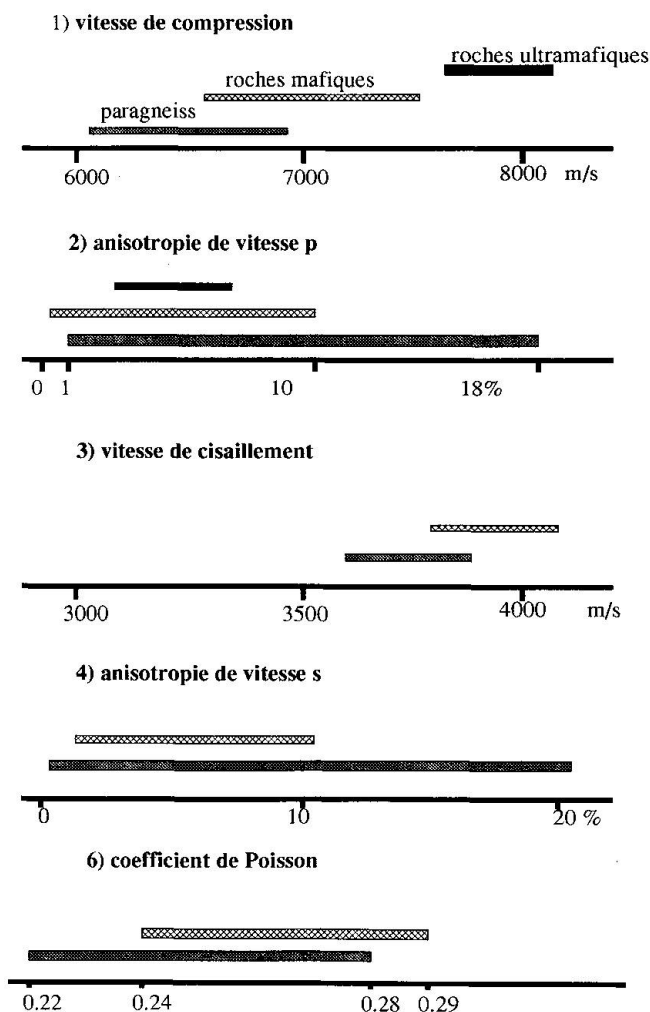 1) vitesse de compression
roches ultramafiques
roches mafiques
paragneiss
6000 7000 8000 m/s
2) anisotropie de vitesse p
0 1 10 18%
3) vitesse de cisaillement
3000 3500 4000 m/s
4) anisotropie de vitesse s
0 10 20 %
6) coefficient de Poisson
0.22 0.24 0.28 0.29